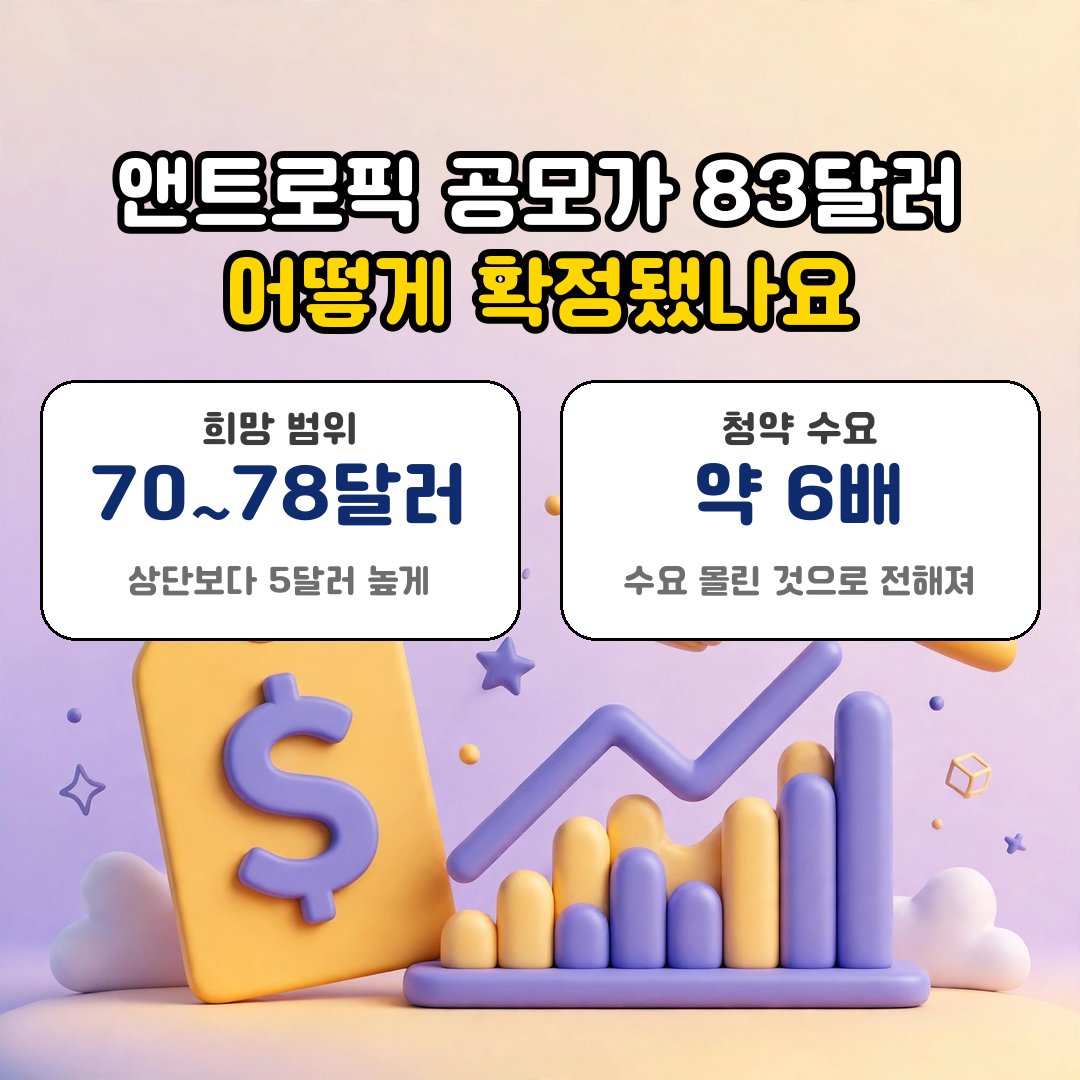 앤트로픽 공모가 83달러
어떻게 확정됐나요
희망 범위
70~78달러
상단보다 5달러 높게
청약 수요
약 6배
수요 몰린 것으로 전해져
$